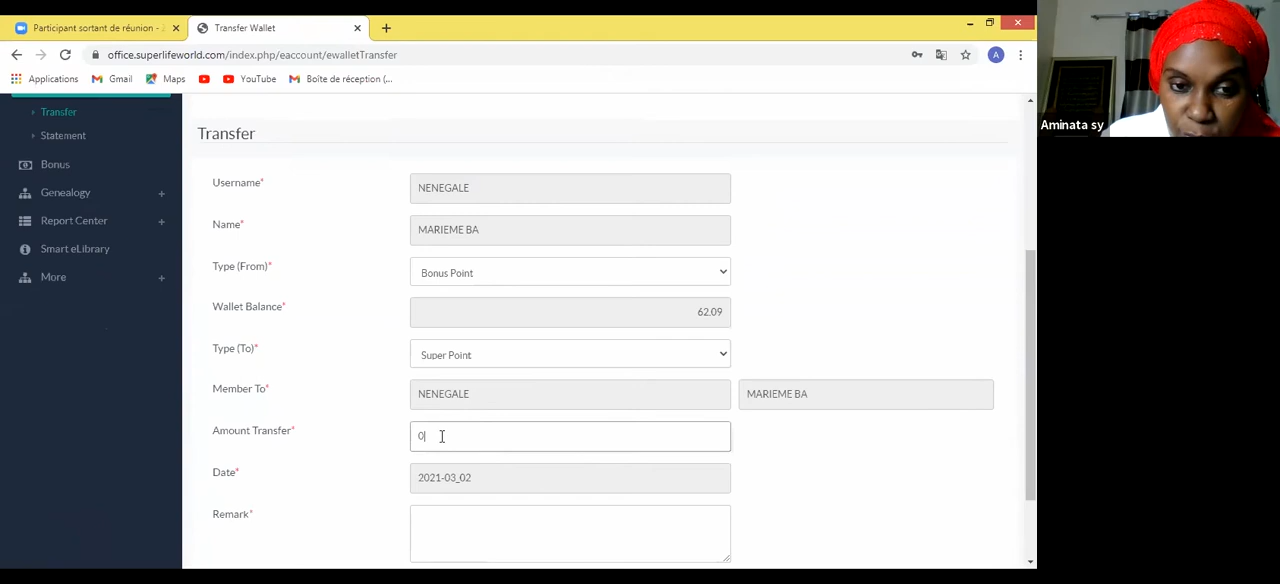 Participant sortant de réunion - Z
Transfer Wallet
office.superlifeworld.com/index.php/eaccount/ewalletTransfer
A
Applications
Gmail
Maps
YouTube
Boîte de réception (...
Aminata sy
Transfer
Statement
Bonus
Genealogy +
Report Center +
Smart eLibrary
More +
Transfer
Username* NENEGALE
Name* MARIEME BA
Type (From)* Bonus Point
Wallet Balance* 62.09
Type (To)* Super Point
Member To* NENEGALE MARIEME BA
Amount Transfer* 0
Date* 2021-03_02
Remark*